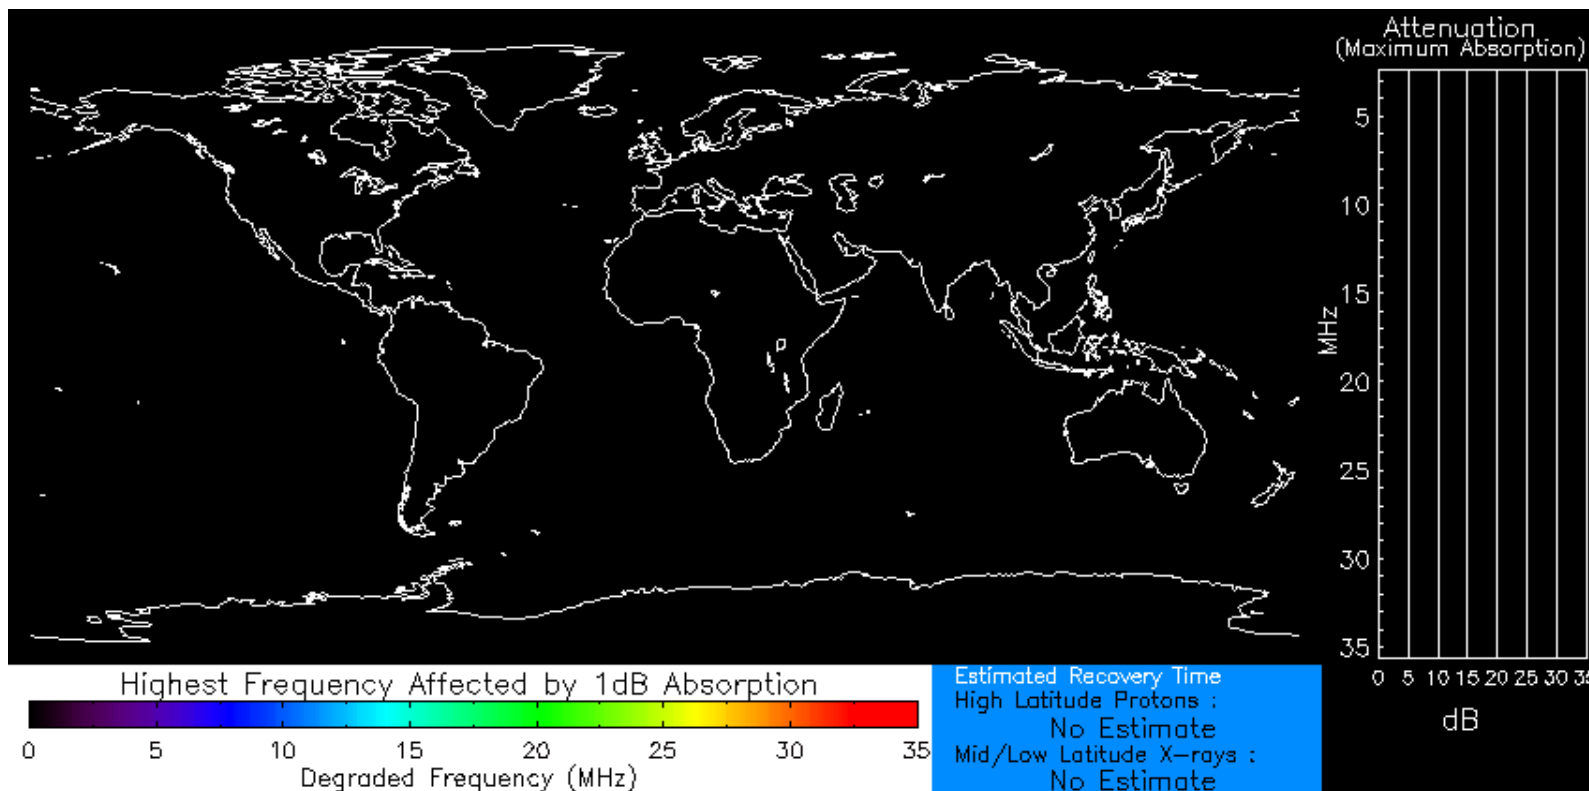 Attenuation
(Maximum Absorption)
5
10
15
20
25
30
35
MHz
0 5 10 15 20 25 30 35
dB
Highest Frequency Affected by 1dB Absorption
0 5 10 15 20 25 30 35
Degraded Frequency (MHz)
Estimated Recovery Time
High Latitude Protons :
No Estimate
Mid/Low Latitude X-rays :
No Estimate